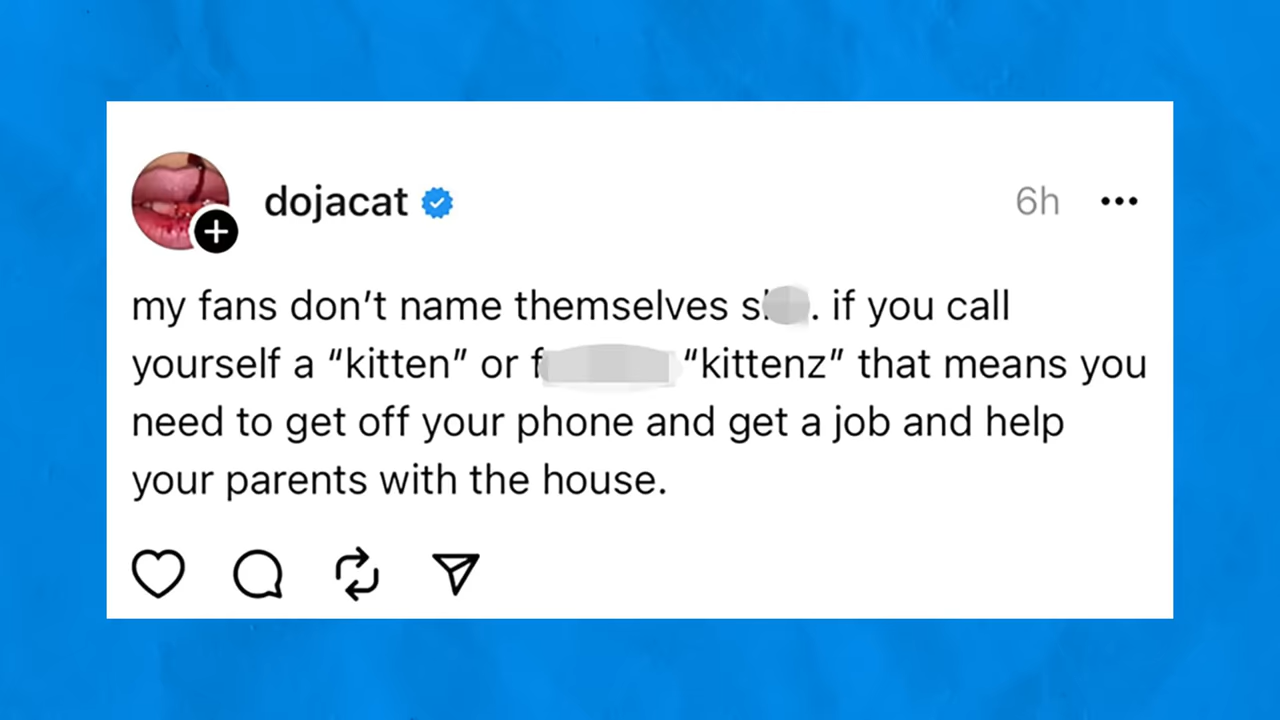 dojacat
6h
my fans don’t name themselves . if you call
yourself a “kitten” or “kittenz” that means you
need to get off your phone and get a job and help
your parents with the house.